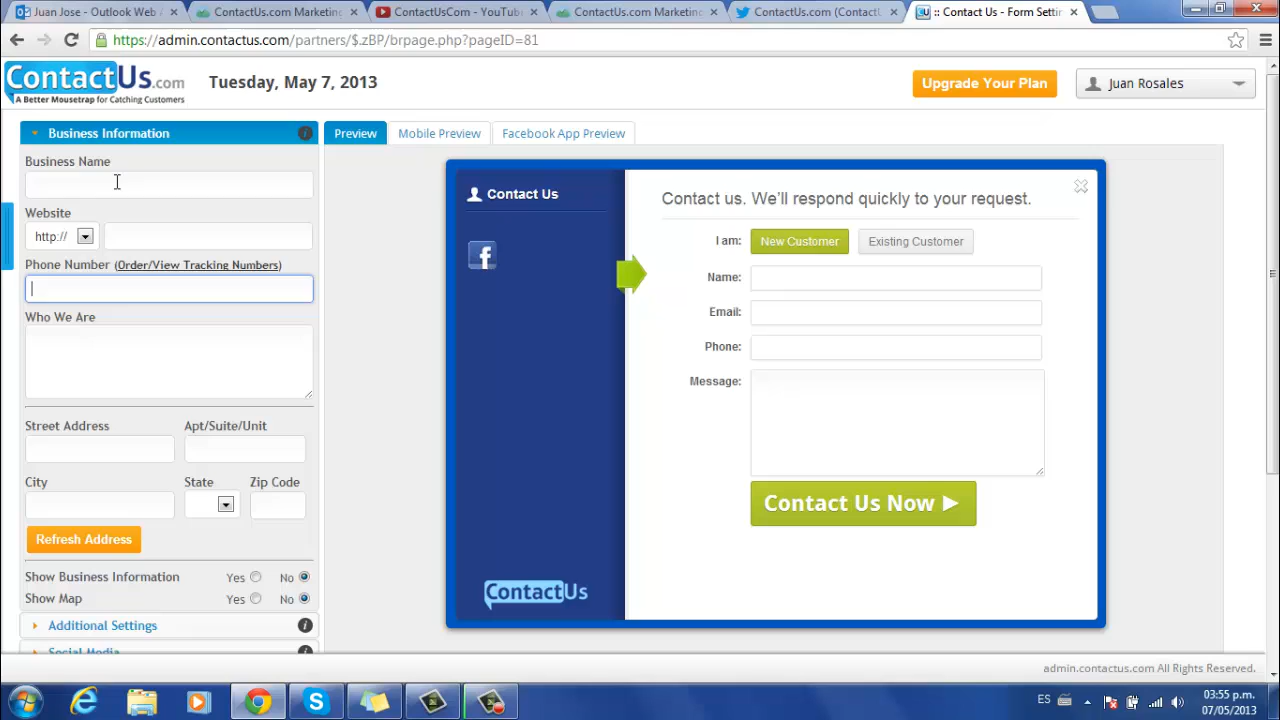 Juan Jose - Outlook Web A
ContactUs.com Marketing
ContactUsCom - YouTube
ContactUs.com Marketing
ContactUs.com (Contact
:: Contact Us - Form Settin
https://admin.contactus.com/partners/$.zBP/brpage.php?pageID=81
ContactUs.com
A Better Mousetrap for Catching Customers
Tuesday, May 7, 2013
Upgrade Your Plan
Juan Rosales
Business Information
Preview
Mobile Preview
Facebook App Preview
Business Name
Website
http://
Phone Number (Order/View Tracking Numbers)
Who We Are
Street Address
Apt/Suite/Unit
City
State
Zip Code
Refresh Address
Show Business Information Yes No
Show Map Yes No
Additional Settings
Social Media
Contact Us
Contact us. We'll respond quickly to your request.
I am: New Customer Existing Customer
Name:
Email:
Phone:
Message:
Contact Us Now
ContactUs
admin.contactus.com All Rights Reserved.
ES
03:55 p.m.
07/05/2013